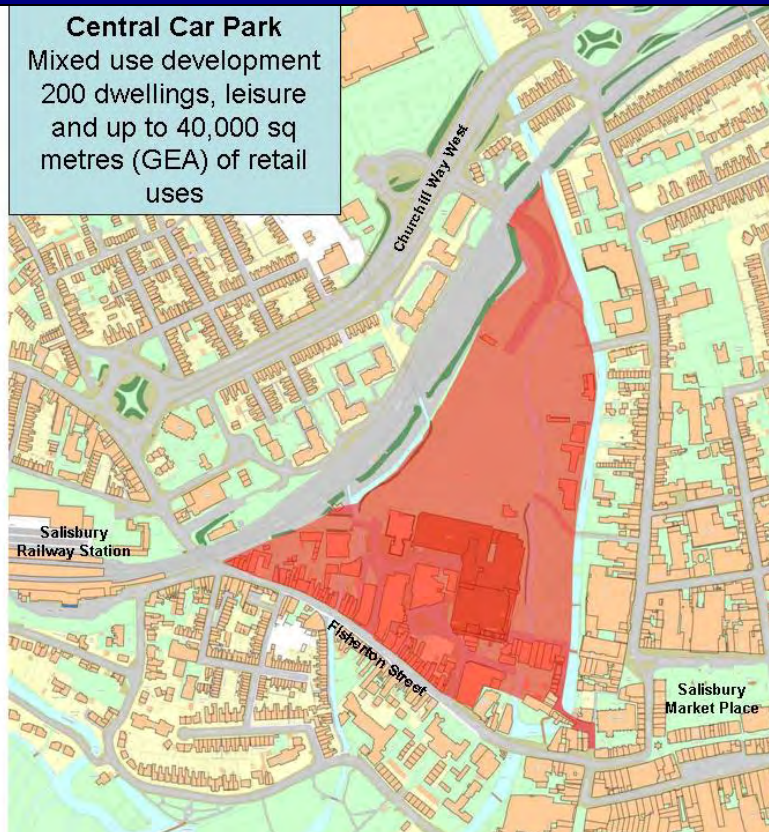 Central Car Park
Mixed use development
200 dwellings, leisure
and up to 40,000 sq
metres (GEA) of retail
uses
Churchill Way West
Salisbury
Railway Station
Fisherton Street
Salisbury
Market Place